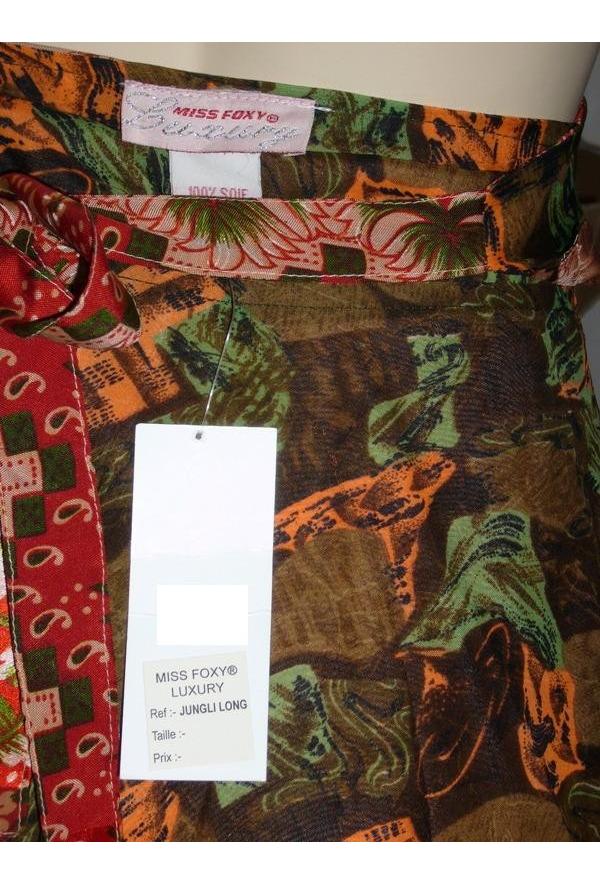 MISS FOXY®
Luxury
100% SOIE
MISS FOXY®
LUXURY
Ref :- JUNGLI LONG
Taille :-
Prix :-